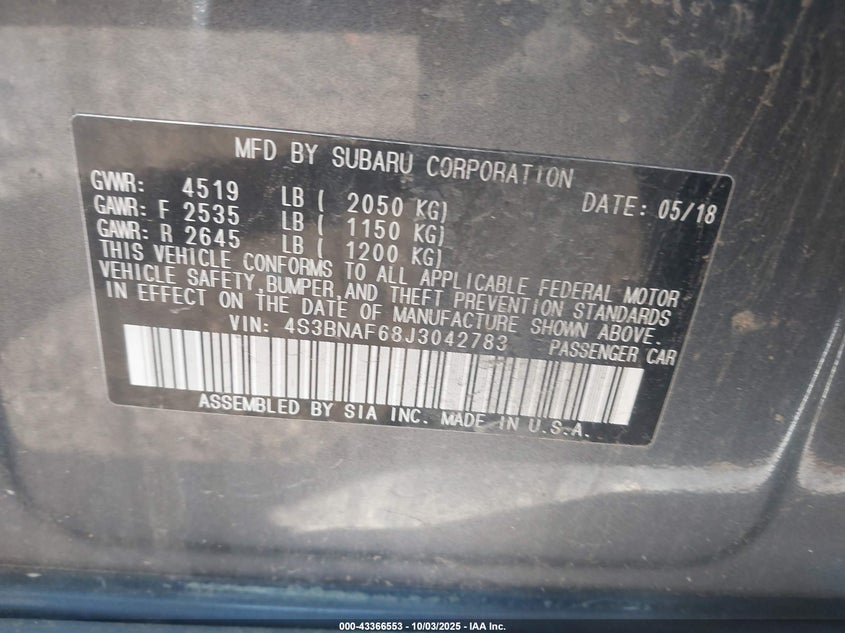 MFD BY SUBARU CORPORATION
GVWR: 4519 LB ( 2050 KG) DATE: 05/18
GAWR: F 2535 LB ( 1150 KG)
GAWR: R 2645 LB ( 1200 KG)
THIS VEHICLE CONFORMS TO ALL APPLICABLE FEDERAL MOTOR
VEHICLE SAFETY, BUMPER, AND THEFT PREVENTION STANDARDS
IN EFFECT ON THE DATE OF MANUFACTURE SHOWN ABOVE.
VIN: 4S3BNAF68J3042783 PASSENGER CAR
ASSEMBLED BY SIA INC. MADE IN U.S.A.
000-43366553 - 10/03/2025 - IAA Inc.